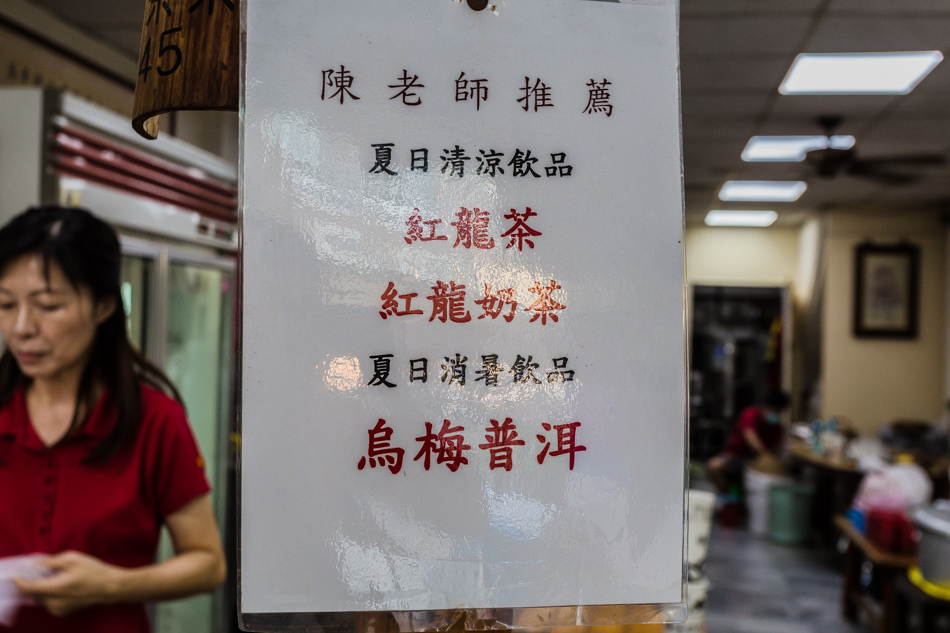 45
陳老師推薦
夏日清涼飲品
紅龍茶
紅龍奶茶
夏日消暑飲品
烏梅普洱